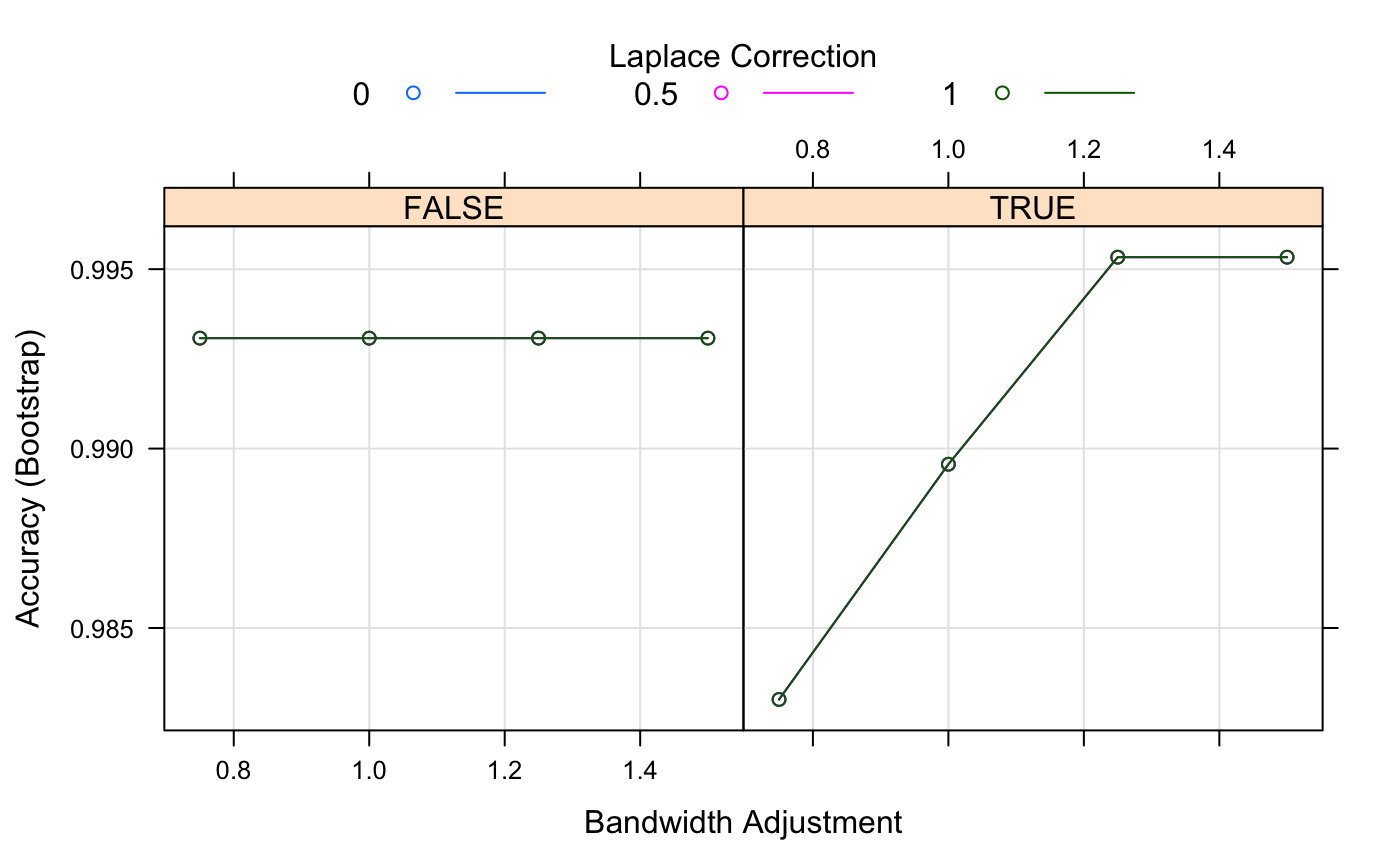 Laplace Correction
0 0.5 1
0.8 1.0 1.2 1.4
FALSE TRUE
0.995
0.990
0.985
Accuracy (Bootstrap)
0.8 1.0 1.2 1.4
Bandwidth Adjustment